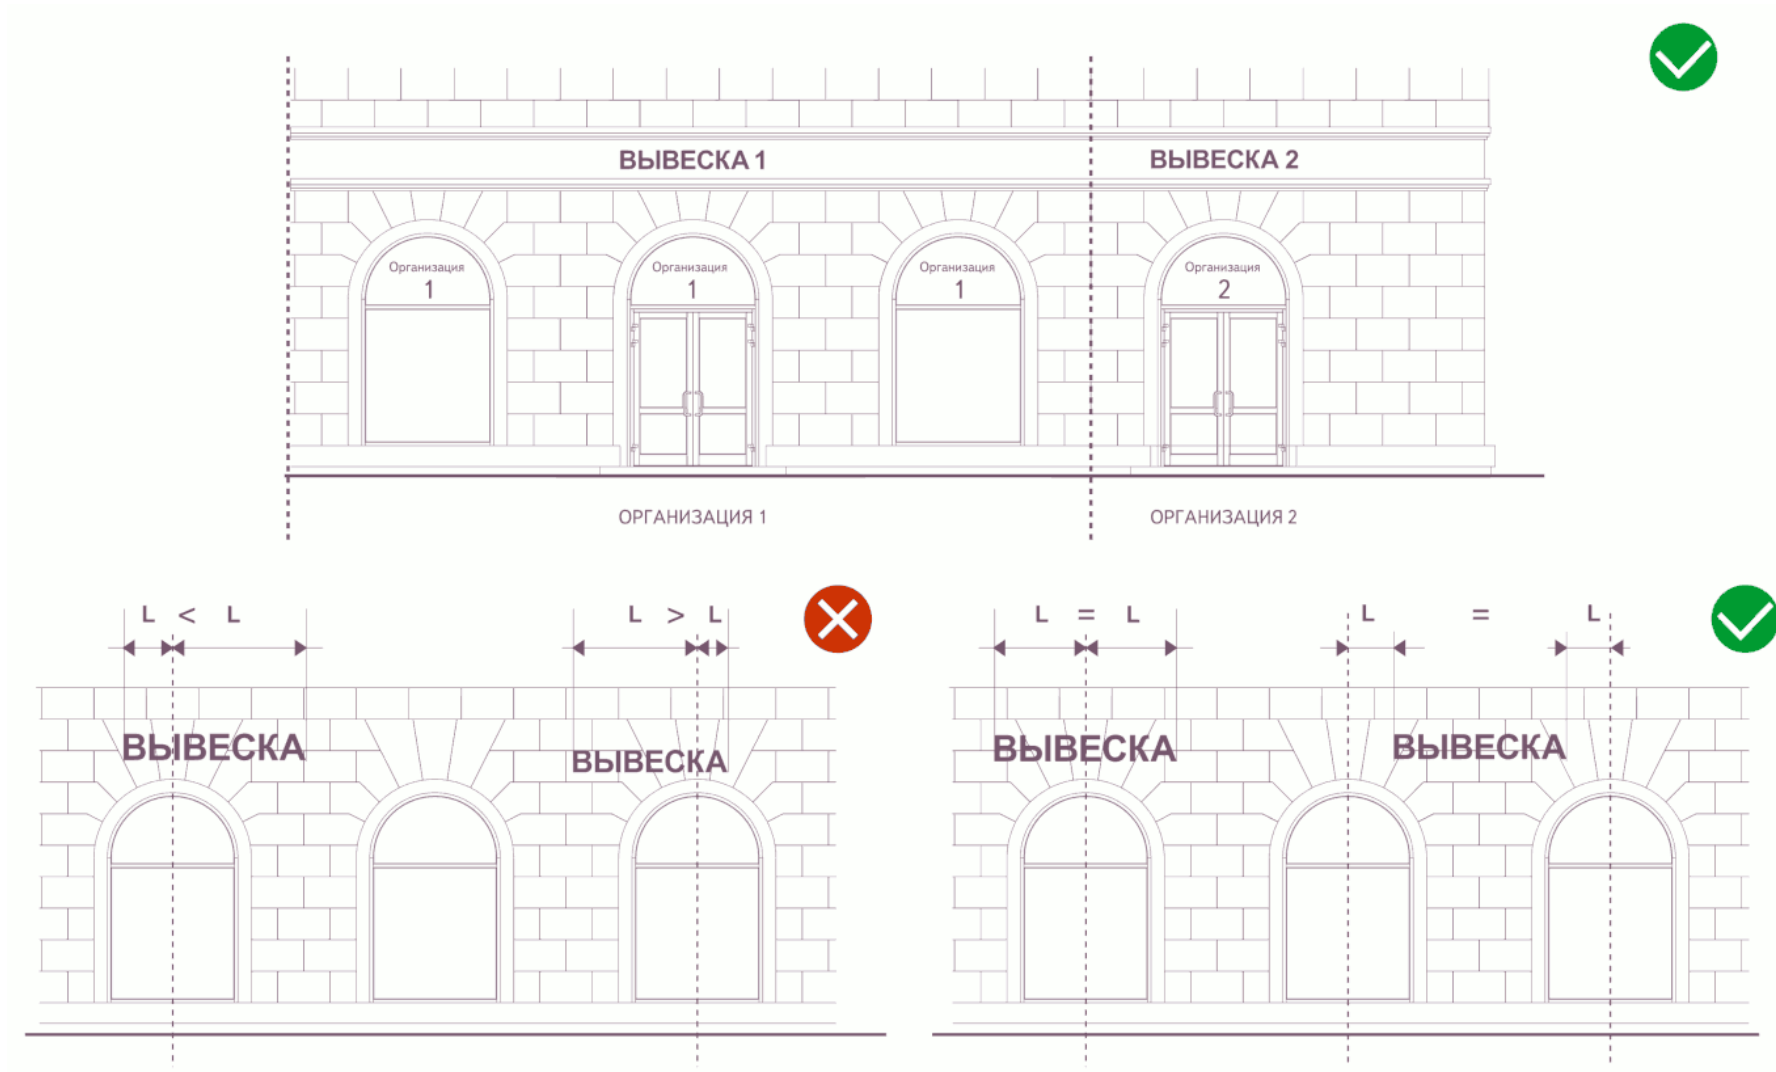 ВЫВЕСКА 1
ВЫВЕСКА 2
Организация
1
Организация
1
Организация
1
Организация
2
ОРГАНИЗАЦИЯ 1
ОРГАНИЗАЦИЯ 2
L < L
L > L
ВЫВЕСКА
ВЫВЕСКА
L = L
L = L
ВЫВЕСКА
ВЫВЕСКА